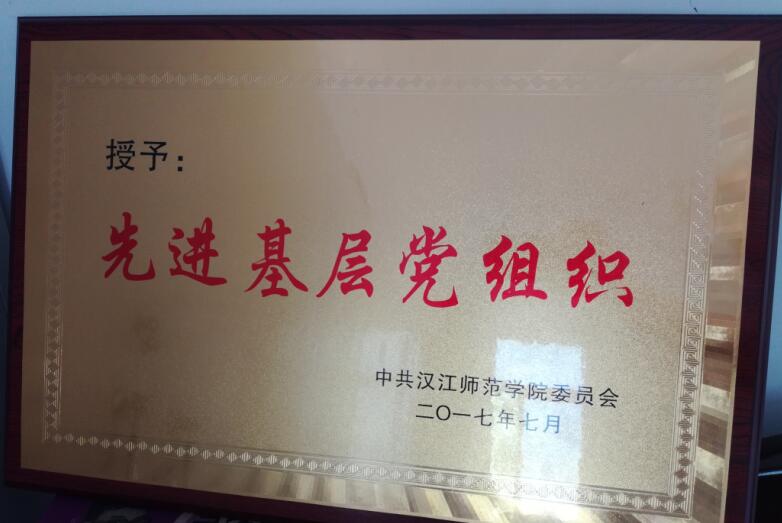 授予：
先进基层党组织
中共汉江师范学院委员会
二〇一七年七月